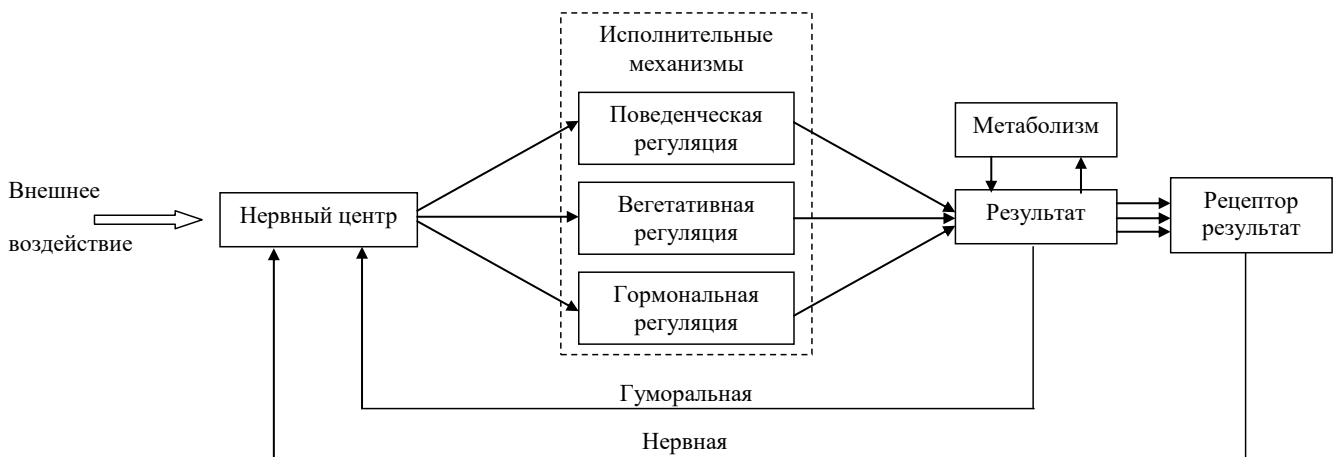 Исполнительные
механизмы
Поведенческая
регуляция
Метаболизм
Внешнее
воздействие
Нервный центр
Вегетативная
регуляция
Результат
Рецептор
результат
Гормональная
регуляция
Гуморальная
Нервная